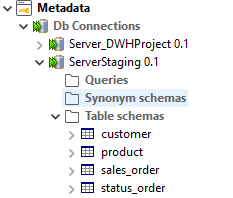 Metadata
Db Connections
Server_DWHProject 0.1
ServerStaging 0.1
Queries
Synonym schemas
Table schemas
customer
product
sales_order
status_order